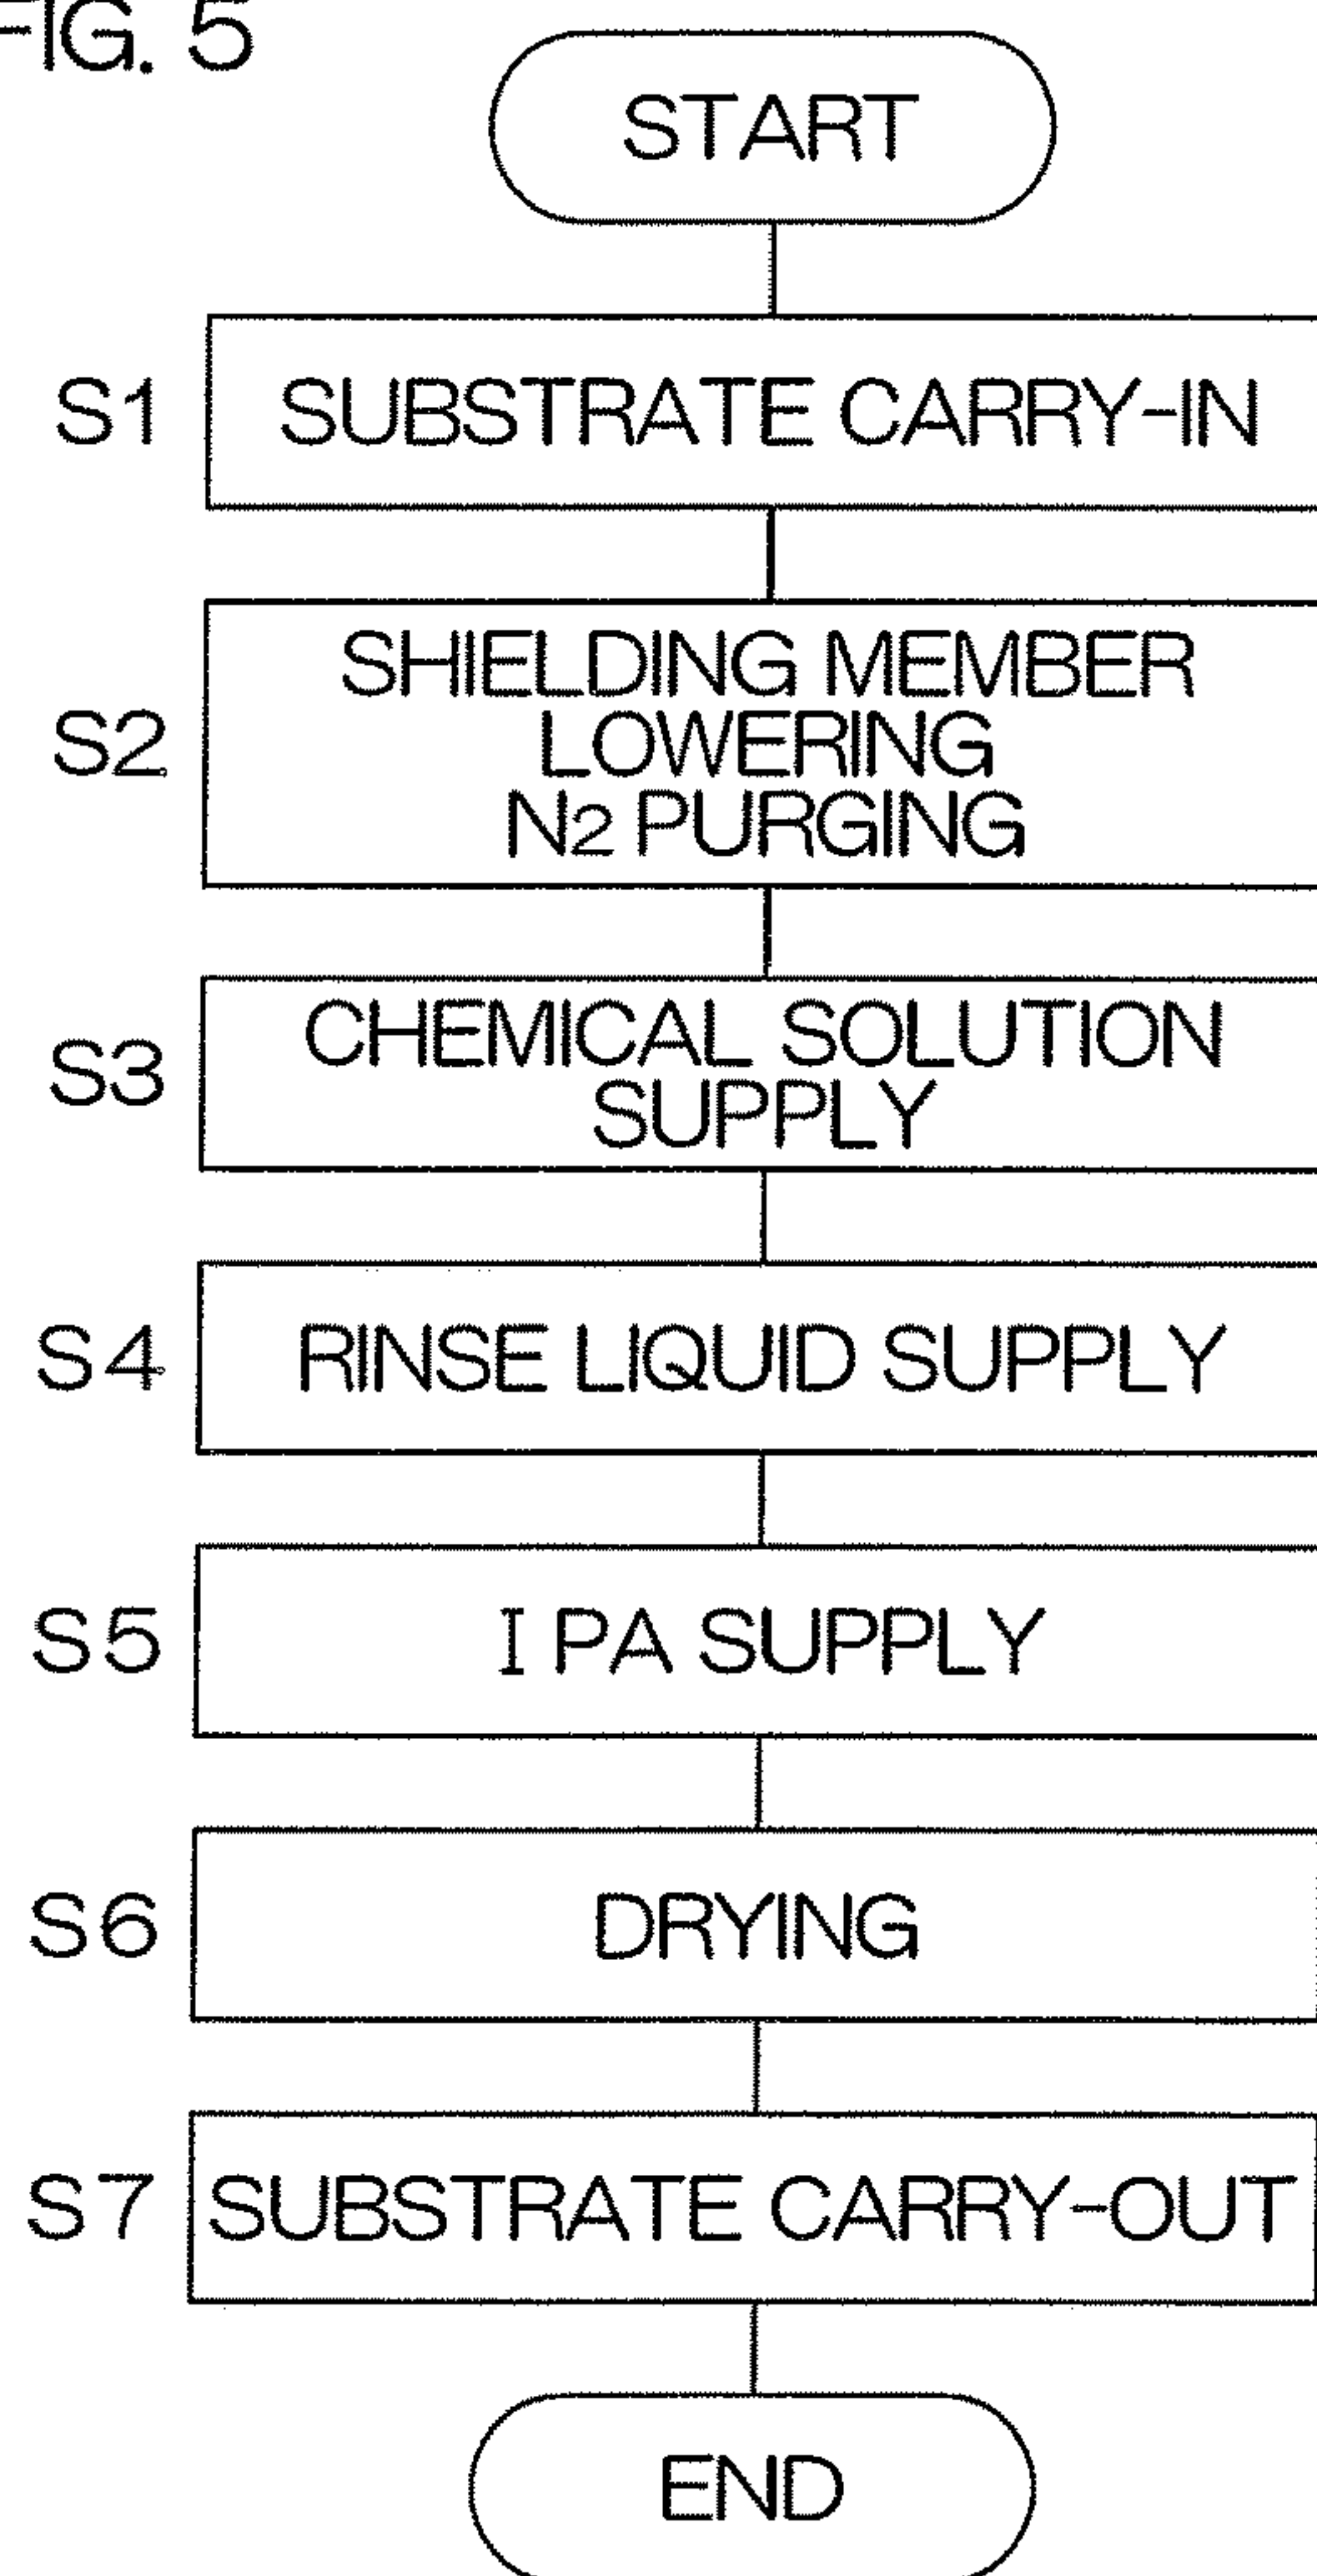 FIG. 5
START
S1 SUBSTRATE CARRY-IN
SHIELDING MEMBER
S2 LOWERING
N2 PURGING
CHEMICAL SOLUTION
S3 SUPPLY
S4 RINSE LIQUID SUPPLY
S5 IPA SUPPLY
S6 DRYING
S7 SUBSTRATE CARRY-OUT
END